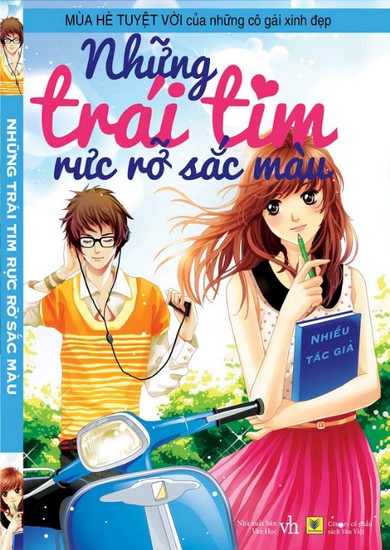 MÙA HÈ TUYỆT VỜI của những cô gái xinh đẹp
Những
trái tim
rực rỡ sắc màu
NHỮNG TRÁI TIM RỰC RỠ SẮC MÀU
NHIỀU
TÁC GIẢ
Nhà xuất bản
Văn Học
vh
Công ty cổ phần
sách Văn Việt